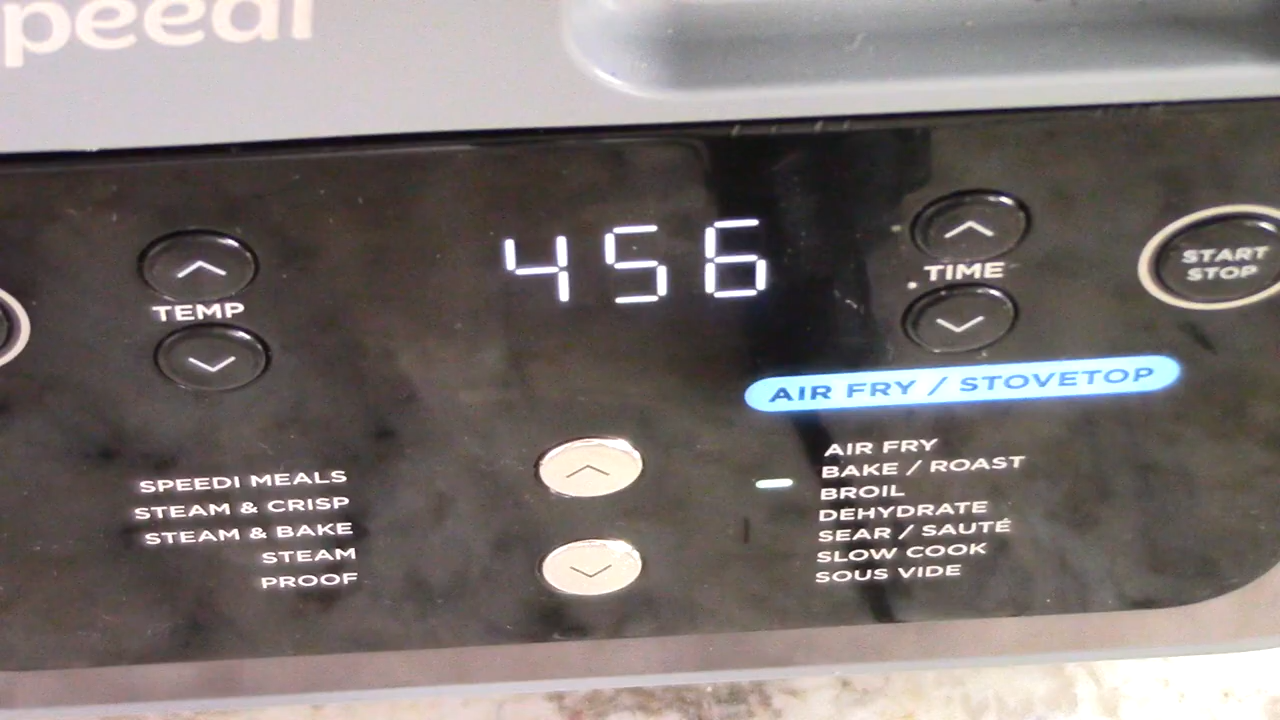 peedi
456
TEMP
TIME
START
STOP
AIR FRY / STOVETOP
SPEEDI MEALS
STEAM & CRISP
STEAM & BAKE
STEAM
PROOF
AIR FRY
BAKE / ROAST
BROIL
DEHYDRATE
SEAR / SAUTÉ
SLOW COOK
SOUS VIDE